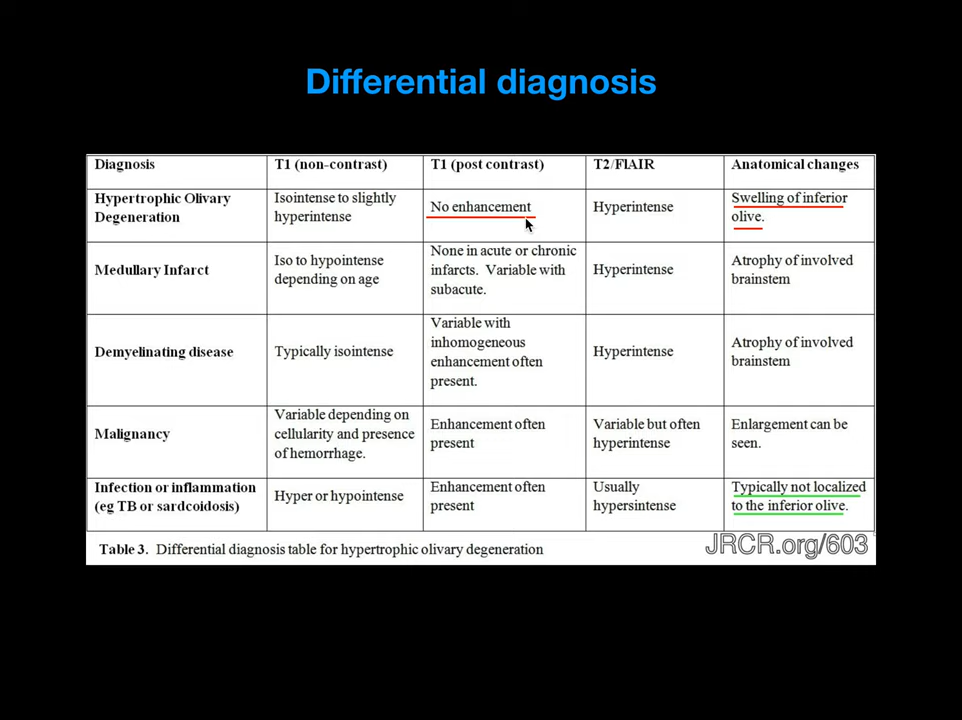 Differential diagnosis
Diagnosis T1 (non-contrast) T1 (post contrast) T2/FlAIR Anatomical changes
Hypertrophic Olivary
Degeneration
Isointense to slightly
hyperintense
No enhancement
Hyperintense
Swelling of inferior
olive.
Medullary Infarct
Iso to hypointense
depending on age
None in acute or chronic
infarcts. Variable with
subacute.
Hyperintense
Atrophy of involved
brainstem
Demyelinating disease
Typically isointense
Variable with
inhomogeneous
enhancement often
present.
Hyperintense
Atrophy of involved
brainstem
Malignancy
Variable depending on
cellularity and presence
of hemorrhage.
Enhancement often
present
Variable but often
hyperintense
Enlargement can be
seen.
Infection or inflammation
(eg TB or sardcoidosis)
Hyper or hypointense
Enhancement often
present
Usually
hypersintense
Typically not localized
to the inferior olive.
Table 3. Differential diagnosis table for hypertrophic olivary degeneration
JRCR.org/603